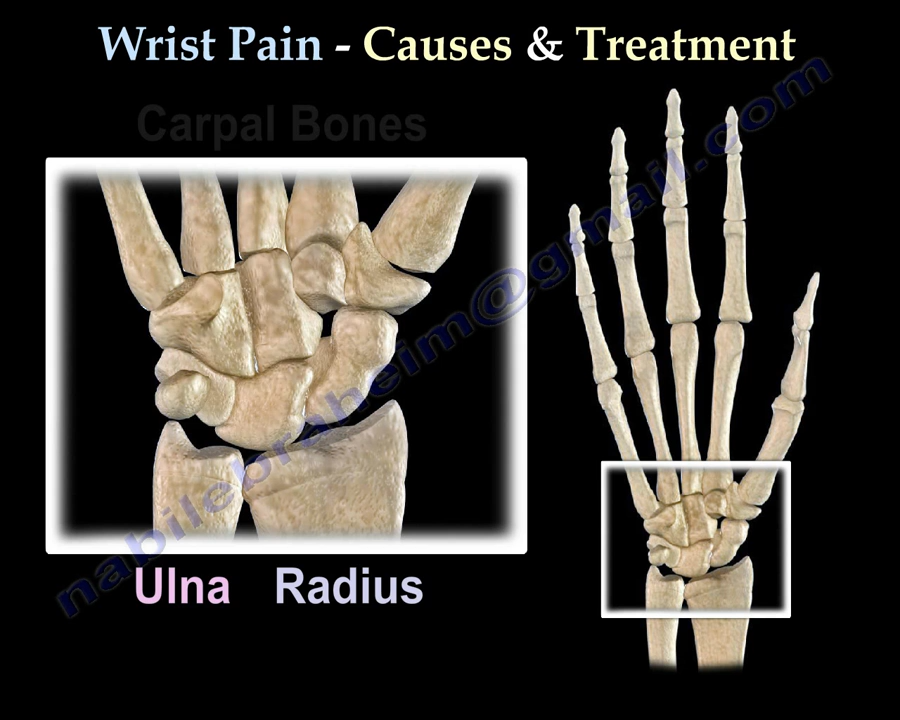 Wrist Pain - Causes & Treatment
Carpal Bones
nabilebraheim@gmail.com
Ulna Radius